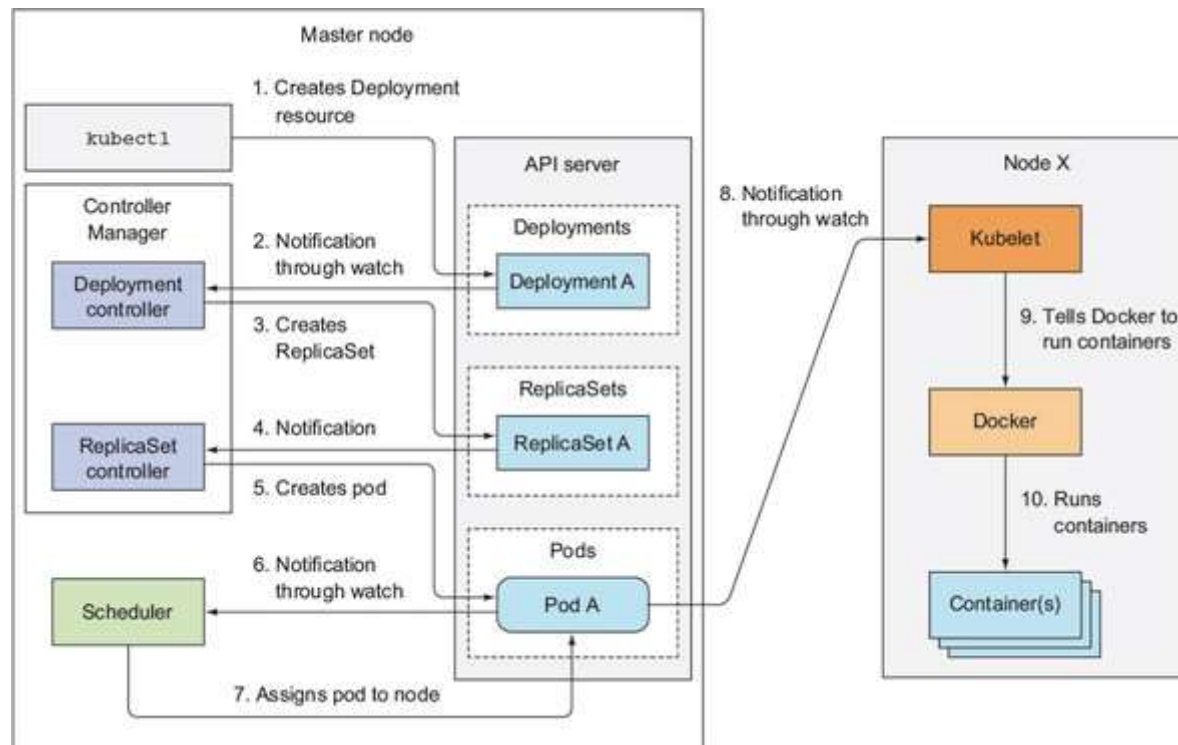 Master node
1. Creates Deployment
resource
kubectl
API server
Node X
Controller
Manager
8. Notification
through watch
Deployments
Kubelet
2. Notification
through watch
Deployment A
Deployment
controller
3. Creates
ReplicaSet
9. Tells Docker to
run containers
ReplicaSets
4. Notification
ReplicaSet A
Docker
ReplicaSet
controller
5. Creates pod
10. Runs
containers
Pods
6. Notification
through watch
Scheduler
Pod A
Container(s)
7. Assigns pod to node